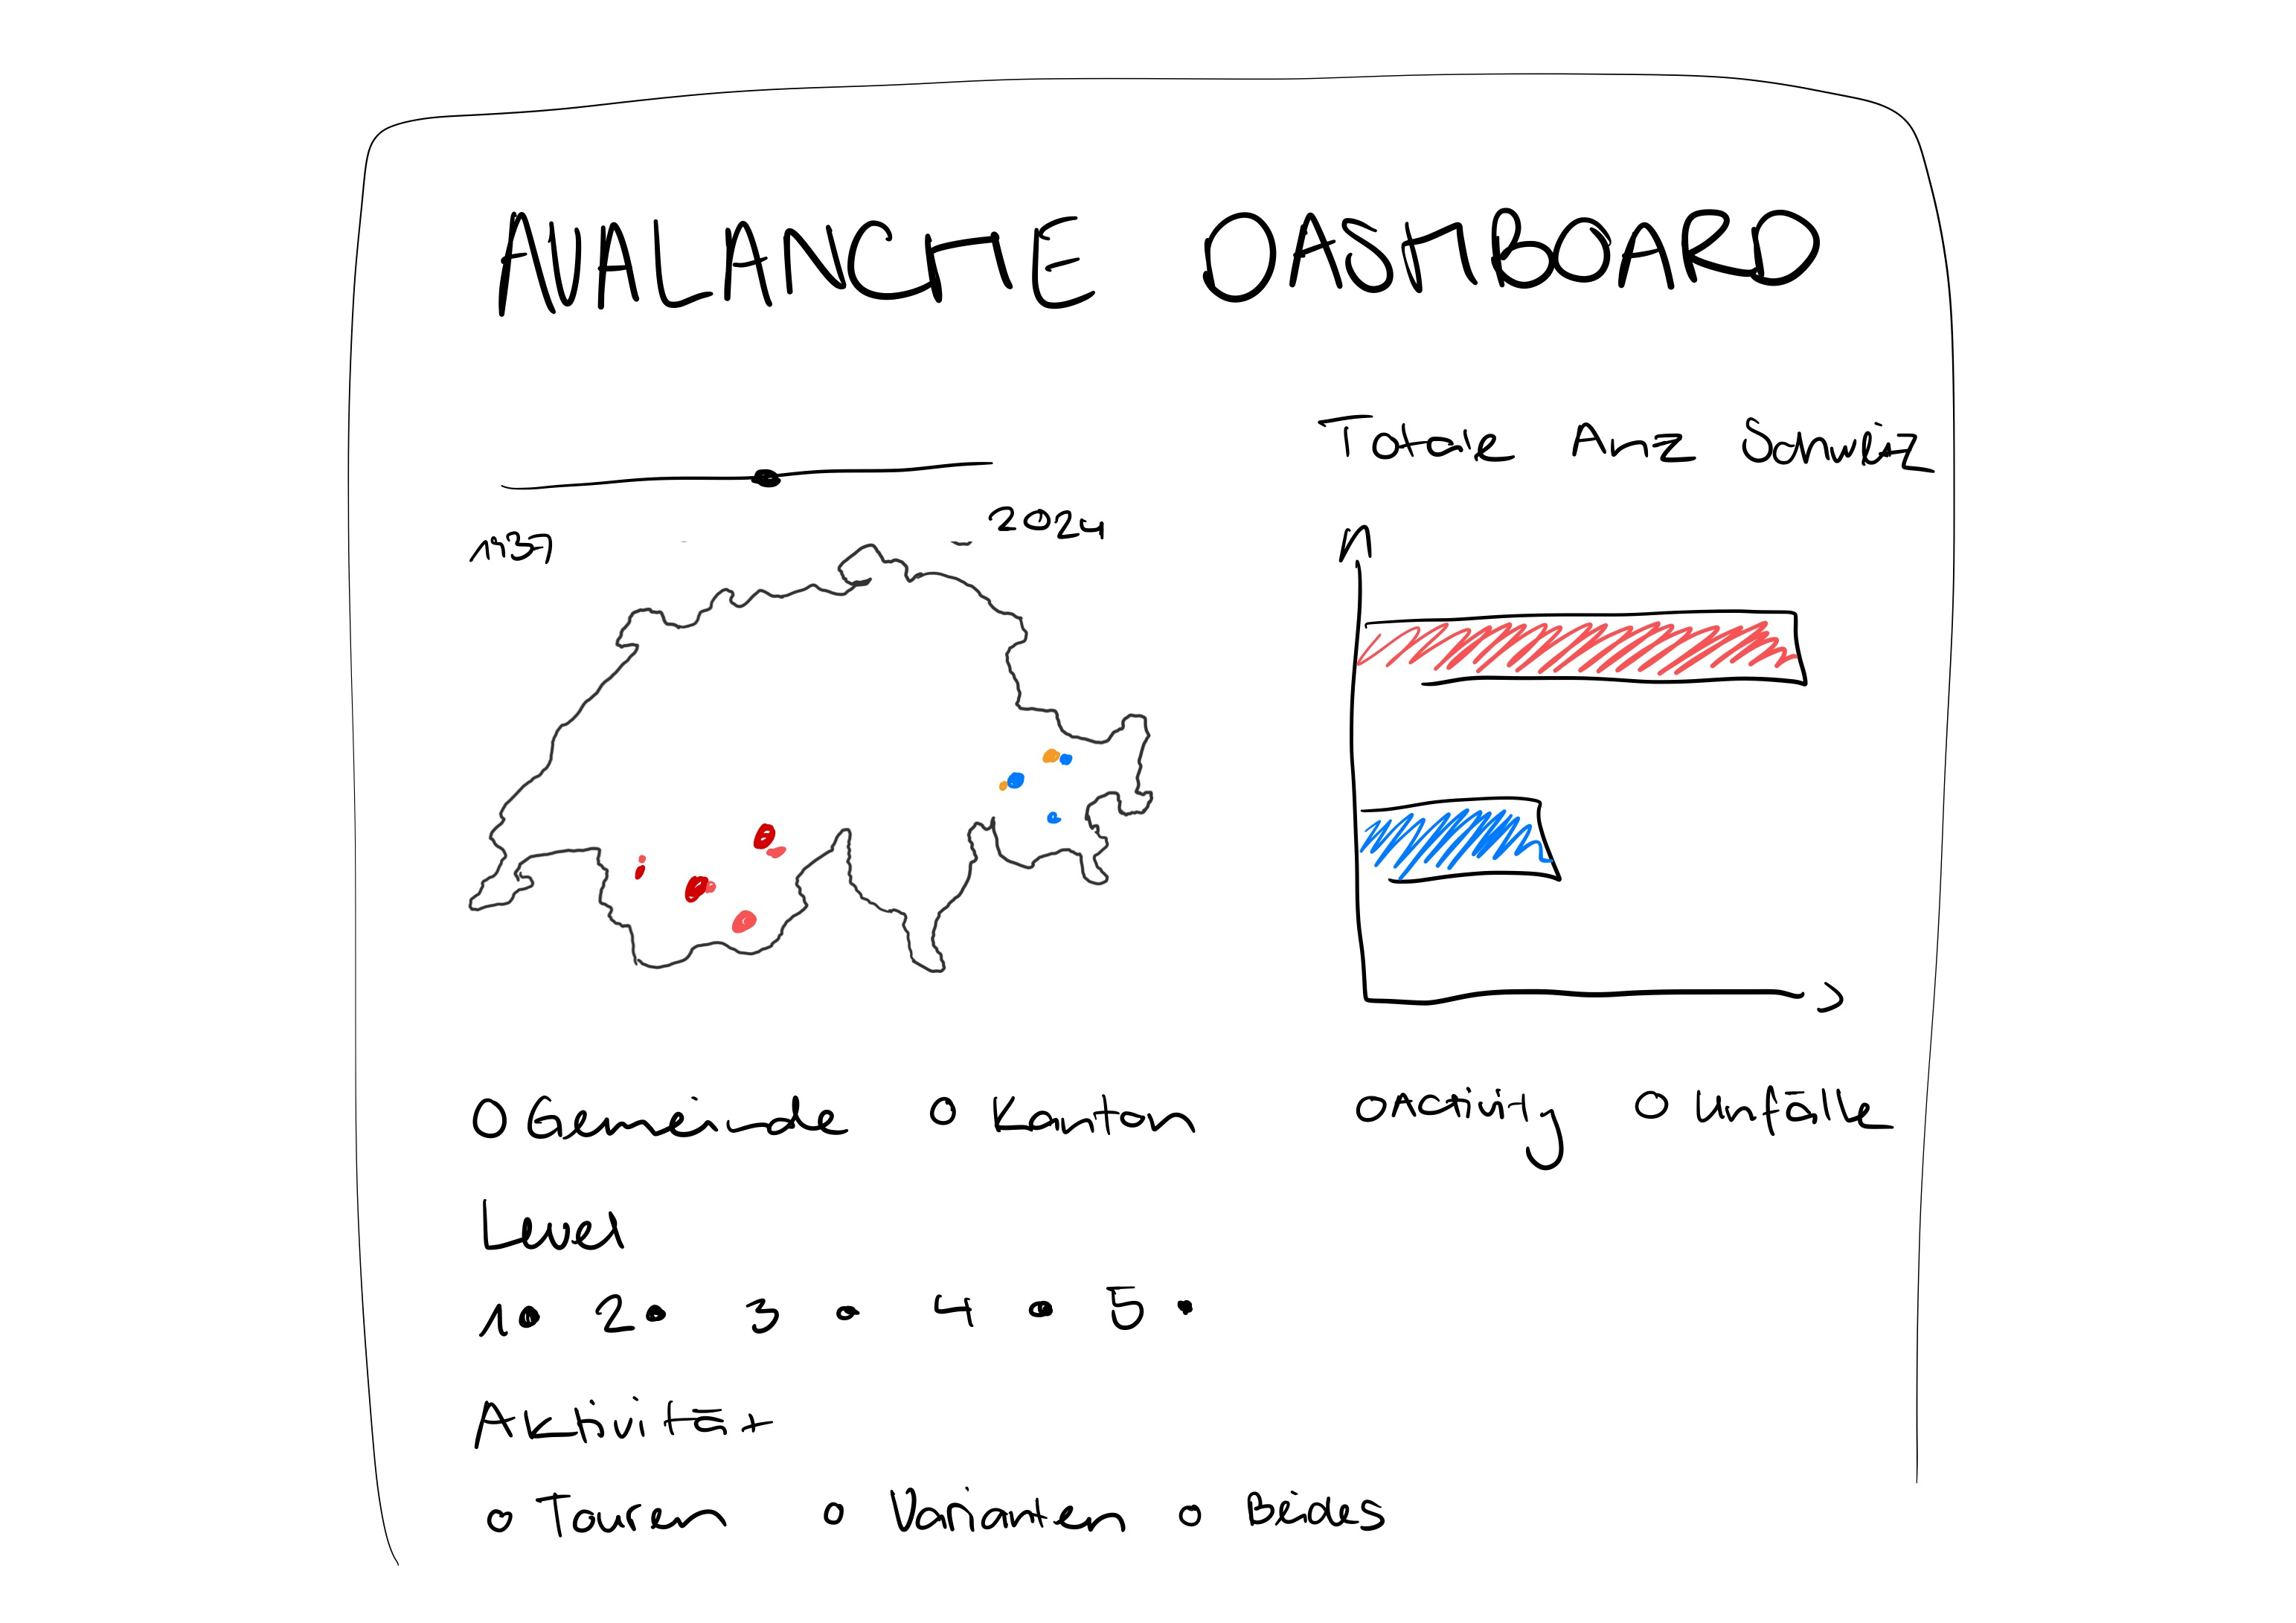 AVALANCHE DASHBOARD
Totale Anz Schweiz
1937
2024
Gemeinde Kanton
Activity Unfälle
Level
1 2 3 4 5
Aktivität
Touren Varianten Beides